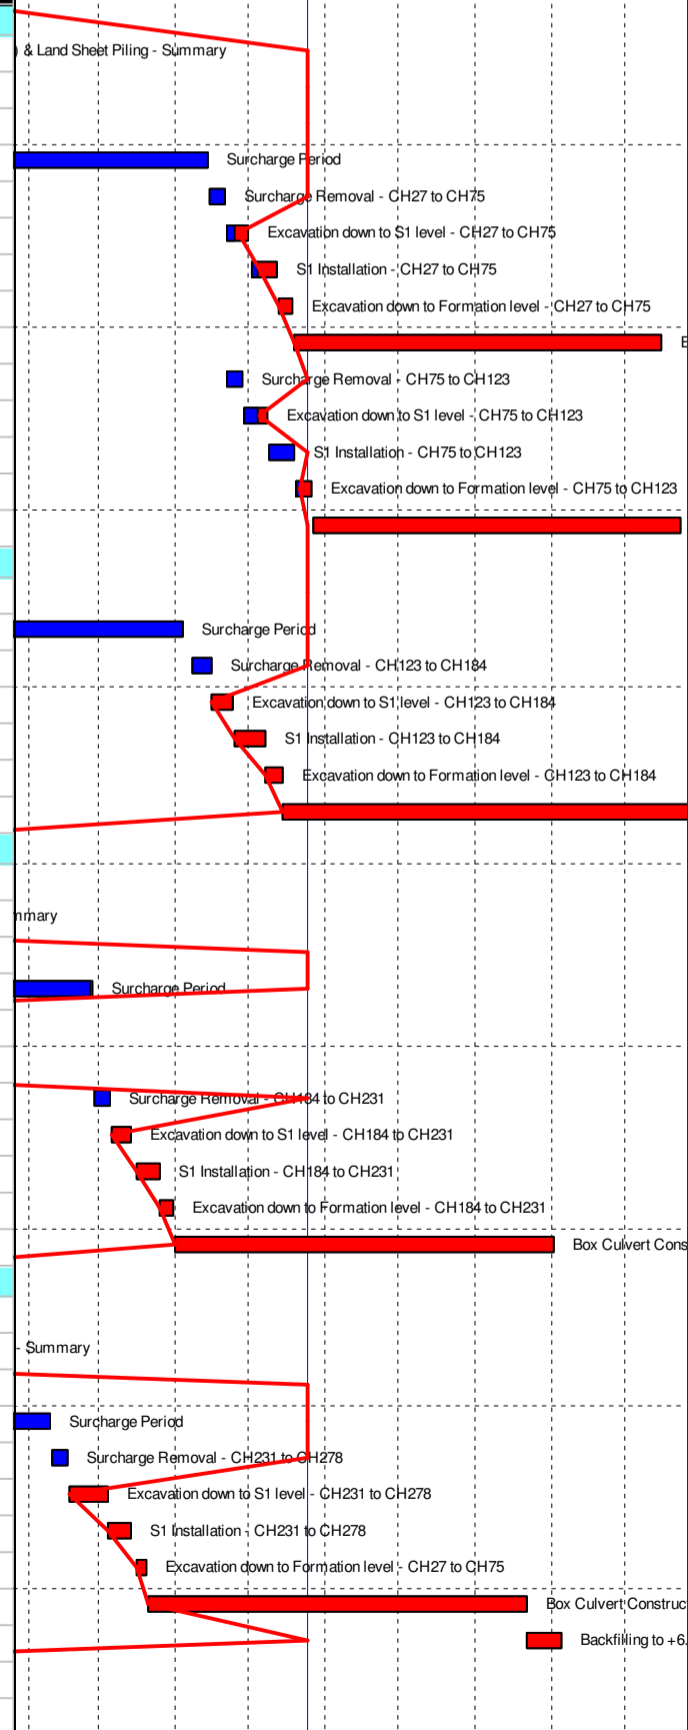 ) & Land Sheet Piling - Summary
Surcharge Period
Surcharge Removal - CH27 to CH75
Excavation down to S1 level - CH27 to CH75
S1 Installation - CH27 to CH75
Excavation down to Formation level - CH27 to CH75
Surcharge Removal - CH75 to CH123
Excavation down to S1 level - CH75 to CH123
S1 Installation - CH75 to CH123
Excavation down to Formation level - CH75 to CH123
Surcharge Period
Surcharge Removal - CH123 to CH184
Excavation down to S1 level - CH123 to CH184
S1 Installation - CH123 to CH184
Excavation down to Formation level - CH123 to CH184
mmary
Surcharge Period
Surcharge Removal - CH184 to CH231
Excavation down to S1 level - CH184 to CH231
S1 Installation - CH184 to CH231
Excavation down to Formation level - CH184 to CH231
Box Culvert Cons
- Summary
Surcharge Period
Surcharge Removal - CH231 to CH278
Excavation down to S1 level - CH231 to CH278
S1 Installation - CH231 to CH278
Excavation down to Formation level - CH27 to CH75
Box Culvert Construc
Backfilling to +6.